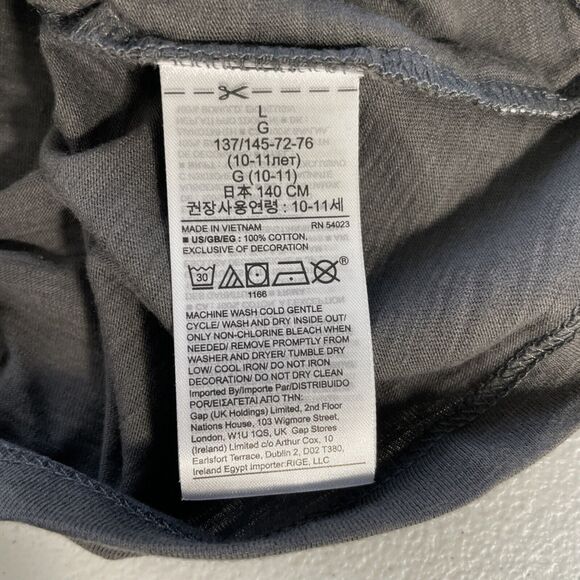 L
G
137/145-72-76
(10-11лет)
G (10-11)
日本 140 CM
권장사용연령 : 10-11세
MADE IN VIETNAM RN 54023
■ US/GB/EG : 100% COTTON,
EXCLUSIVE OF DECORATION
30 ®
1166
MACHINE WASH COLD GENTLE
CYCLE/ WASH AND DRY INSIDE OUT/
ONLY NON-CHLORINE BLEACH WHEN
NEEDED/ REMOVE PROMPTLY FROM
WASHER AND DRYER/ TUMBLE DRY
LOW/ COOL IRON/ DO NOT IRON
DECORATION/ DO NOT DRY CLEAN
Imported by/Importe par/DISTRIBUIDO
POR/ΕΙΣΑΓΕΤΑΙ ΑΠΟ ΤΗΝ:
Gap (UK Holdings) Limited, 2nd Floor
Nations House, 103 Wigmore Street,
London, W1U 1QS, UK Gap Stores
(Ireland) Limited c/o Arthur Cox, 10
Earlsfort Terrace, Dublin 2, D02 T380,
Ireland Egypt Importer:RIGE, LLC